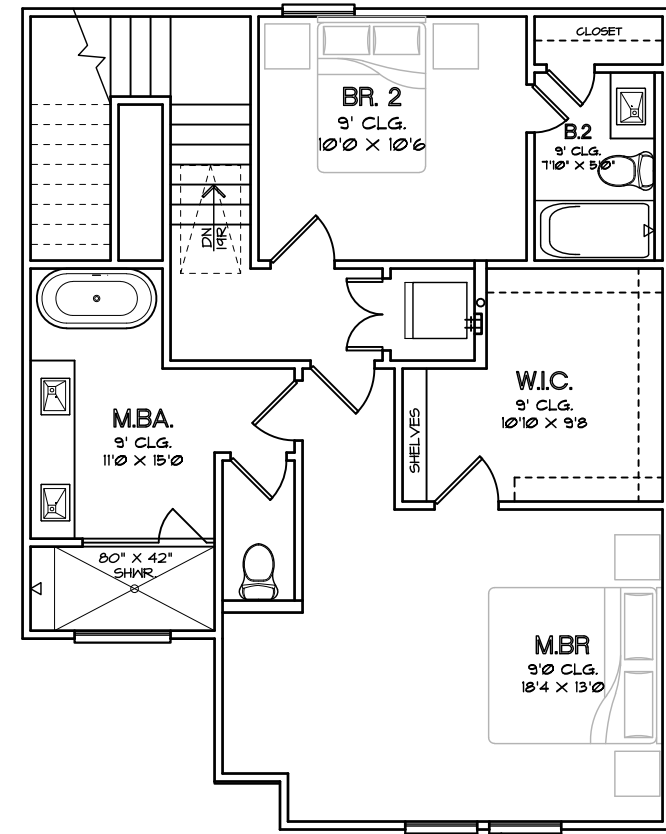 CLOSET
BR. 2
9' CLG.
10'0 X 10'6
B.2
9' CLG.
7'10" X 5'0"
DN
19R
W.I.C.
9' CLG.
10'10 X 9'8
SHELVES
M.BA.
9' CLG.
11'0 X 15'0
80" X 42"
SHWR.
M.BR
9'0 CLG.
18'4 X 13'0